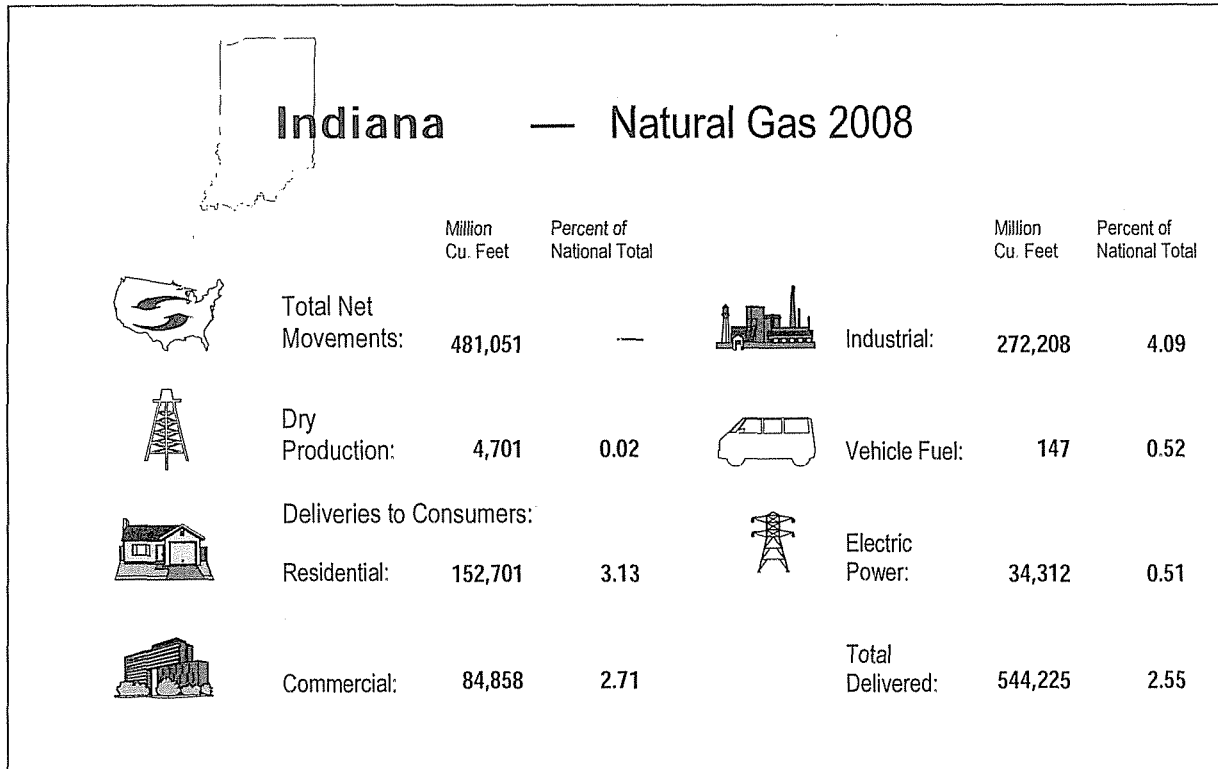 Indiana — Natural Gas 2008
Million Percent of
Cu. Feet National Total
Total Net
Movements: 481,051 —
Dry
Production: 4,701 0.02
Deliveries to Consumers:
Residential: 152,701 3.13
Commercial: 84,858 2.71
Million Percent of
Cu. Feet National Total
Industrial: 272,208 4.09
Vehicle Fuel: 147 0.52
Electric
Power: 34,312 0.51
Total
Delivered: 544,225 2.55